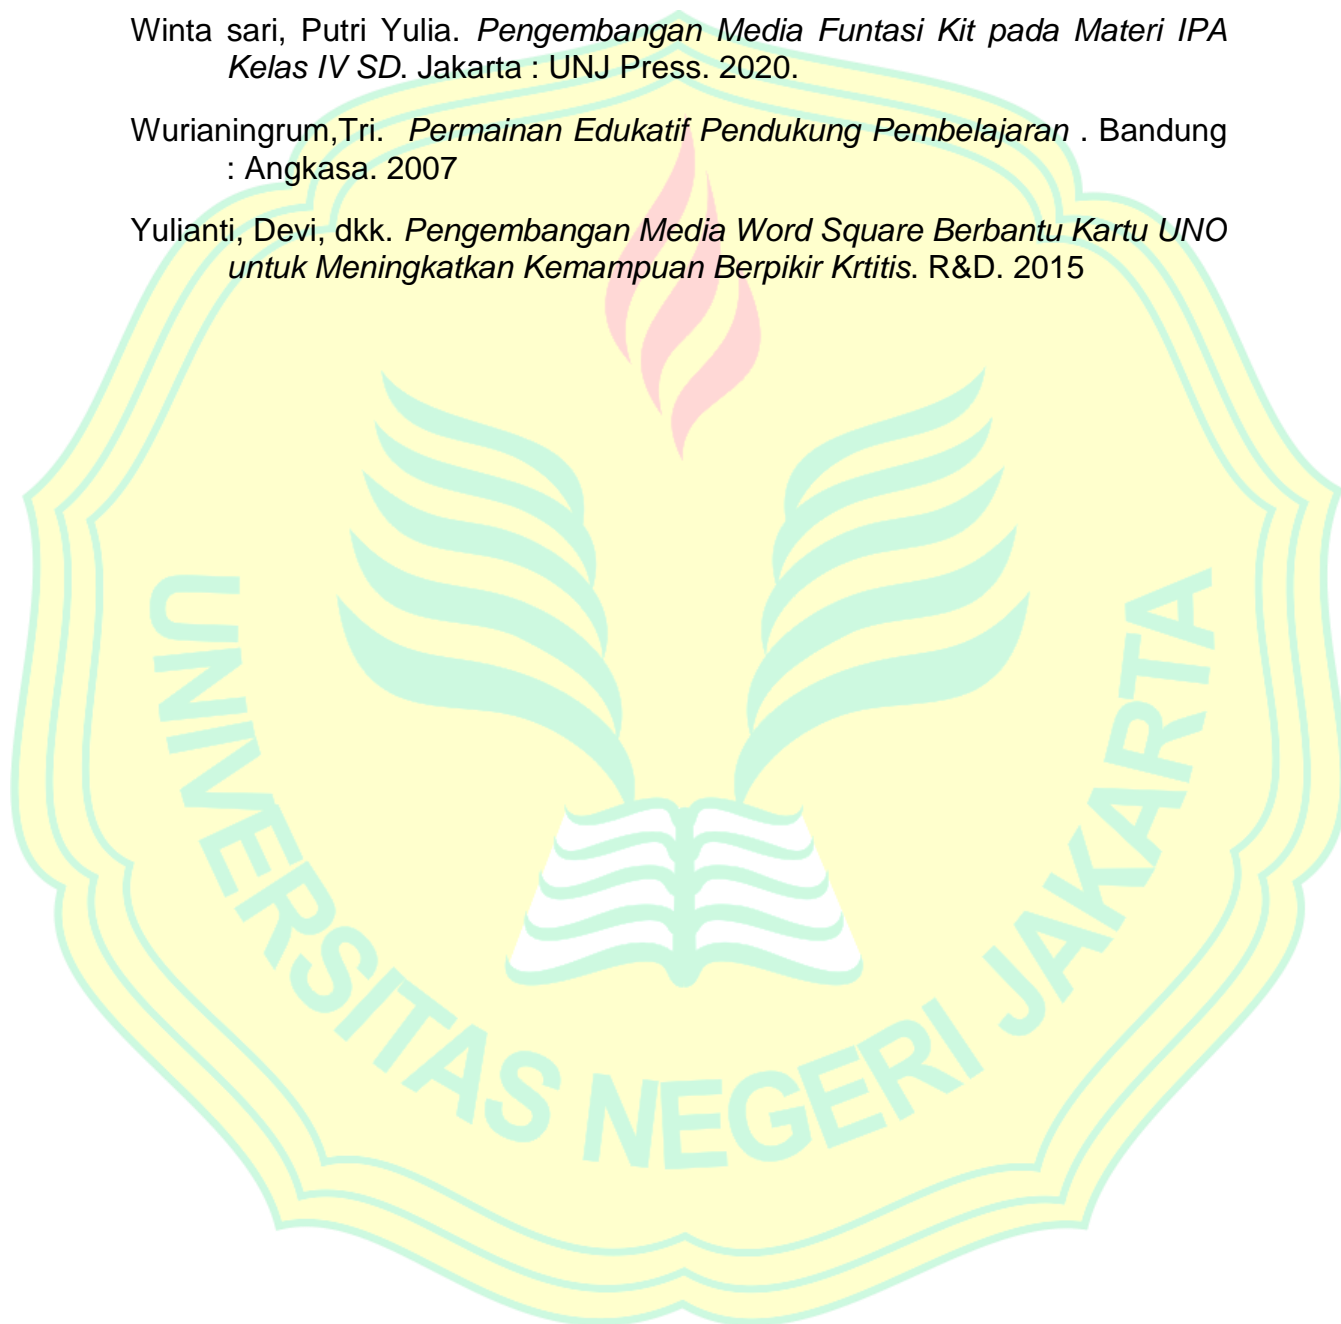 Winta sari, Putri Yulia. Pengembangan Media Funtasi Kit pada Materi IPA
Kelas IV SD. Jakarta : UNJ Press. 2020.
Wurianingrum,Tri. Permainan Edukatif Pendukung Pembelajaran . Bandung
: Angkasa. 2007
Yulianti, Devi, dkk. Pengembangan Media Word Square Berbantu Kartu UNO
untuk Meningkatkan Kemampuan Berpikir Krtitis. R&D. 2015
UNIVERSITAS NEGERI JAKARTA